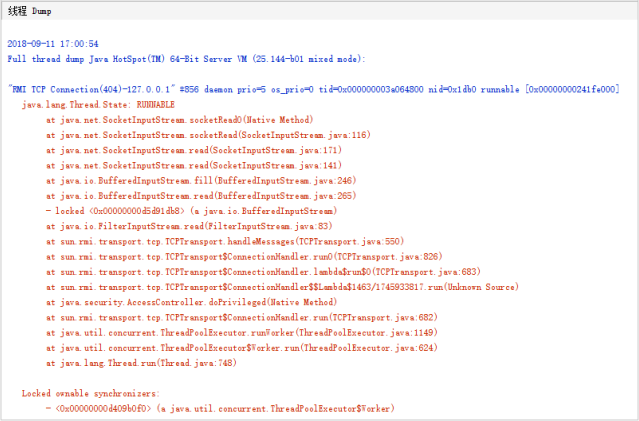 线程 Dump
2018-09-11 17:00:54
Full thread dump Java HotSpot(TM) 64-Bit Server VM (25.144-b01 mixed mode):
"RMI TCP Connection(404)-127.0.0.1" #856 daemon prio=5 os_prio=0 tid=0x000000003a064800 nid=0x1db0 runnable [0x00000000241fe000]
java.lang.Thread.State: RUNNABLE
at java.net.SocketInputStream.socketRead0(Native Method)
at java.net.SocketInputStream.socketRead(SocketInputStream.java:116)
at java.net.SocketInputStream.read(SocketInputStream.java:171)
at java.net.SocketInputStream.read(SocketInputStream.java:141)
at java.io.BufferedInputStream.fill(BufferedInputStream.java:246)
at java.io.BufferedInputStream.read(BufferedInputStream.java:265)
- locked <0x00000000d5d91db8> (a java.io.BufferedInputStream)
at java.io.FilterInputStream.read(FilterInputStream.java:83)
at sun.rmi.transport.tcp.TCPTransport.handleMessages(TCPTransport.java:550)
at sun.rmi.transport.tcp.TCPTransport$ConnectionHandler.run0(TCPTransport.java:826)
at sun.rmi.transport.tcp.TCPTransport$ConnectionHandler.lambda$run$0(TCPTransport.java:683)
at sun.rmi.transport.tcp.TCPTransport$ConnectionHandler$$Lambda$1463/1745933817.run(Unknown Source)
at java.security.AccessController.doPrivileged(Native Method)
at sun.rmi.transport.tcp.TCPTransport$ConnectionHandler.run(TCPTransport.java:682)
at java.util.concurrent.ThreadPoolExecutor.runWorker(ThreadPoolExecutor.java:1149)
at java.util.concurrent.ThreadPoolExecutor$Worker.run(ThreadPoolExecutor.java:624)
at java.lang.Thread.run(Thread.java:748)
Locked ownable synchronizers:
- <0x00000000d409b0f0> (a java.util.concurrent.ThreadPoolExecutor$Worker)